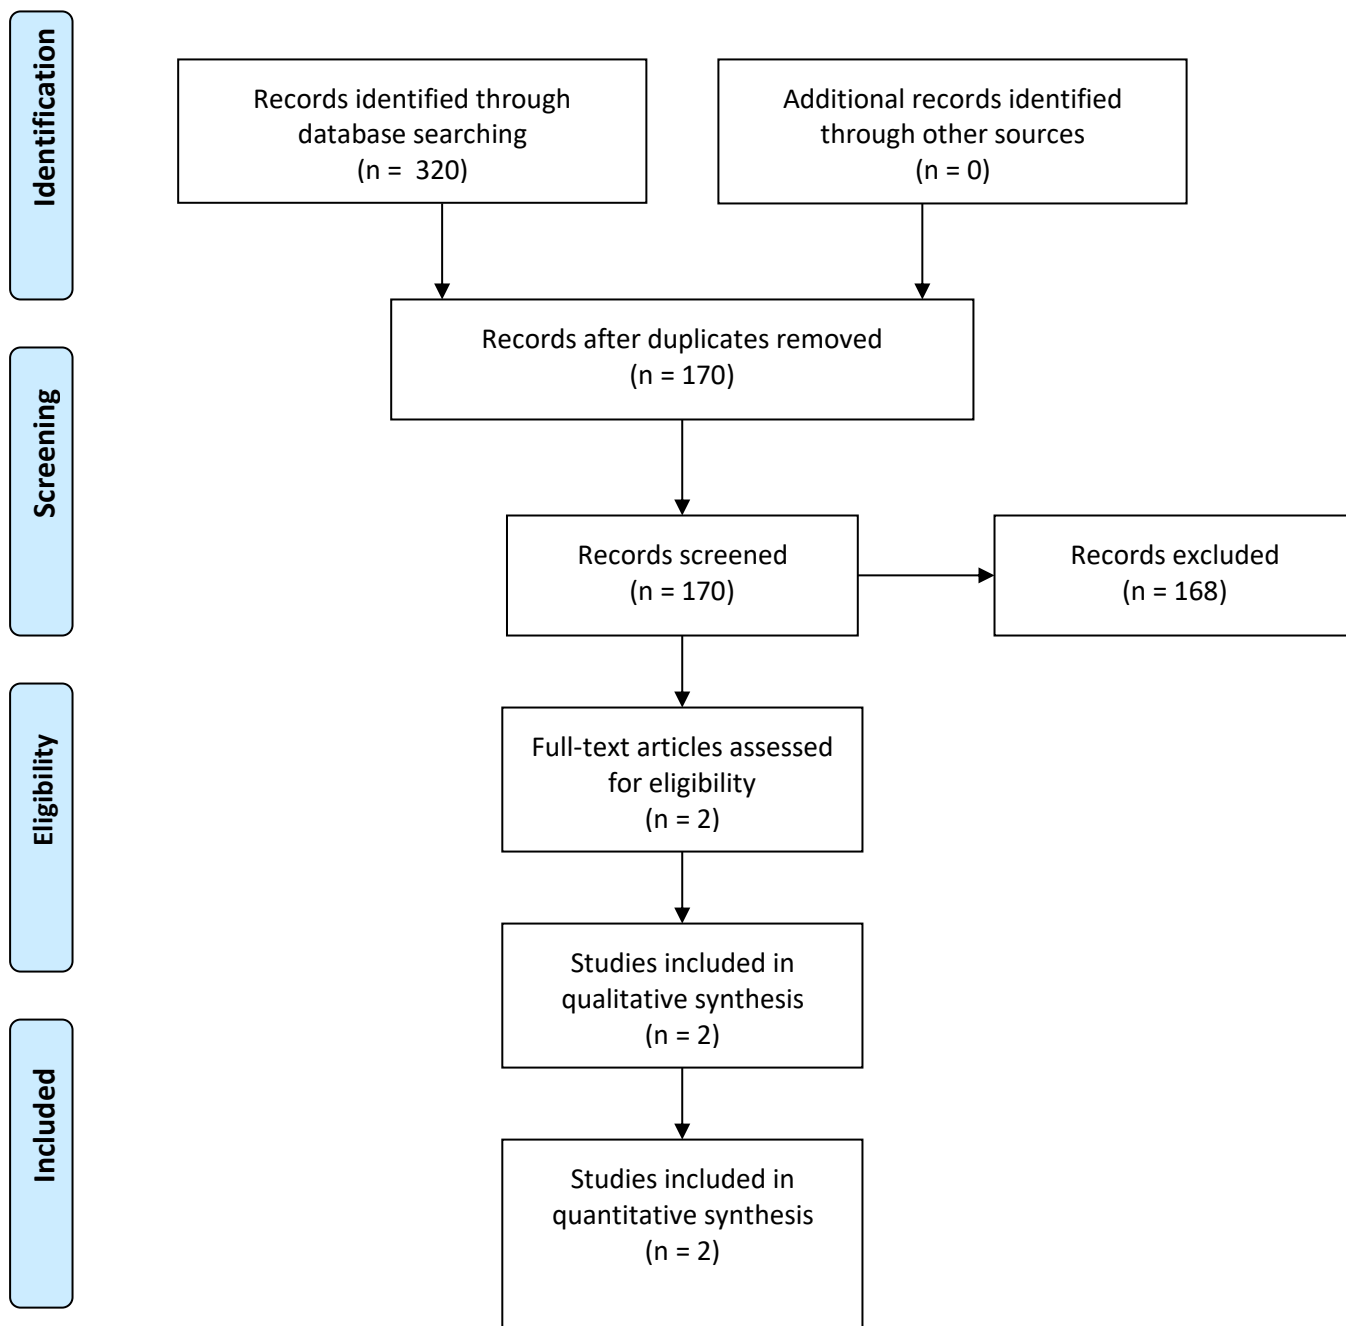 Identification
Records identified through
database searching
(n =  320)
Additional records identified
through other sources
(n = 0)
Records after duplicates removed
(n = 170)
Screening
Records screened
(n = 170)
Records excluded
(n = 168)
Eligibility
Full-text articles assessed
for eligibility
(n = 2)
Studies included in
qualitative synthesis
(n = 2)
Included
Studies included in
quantitative synthesis
(n = 2)